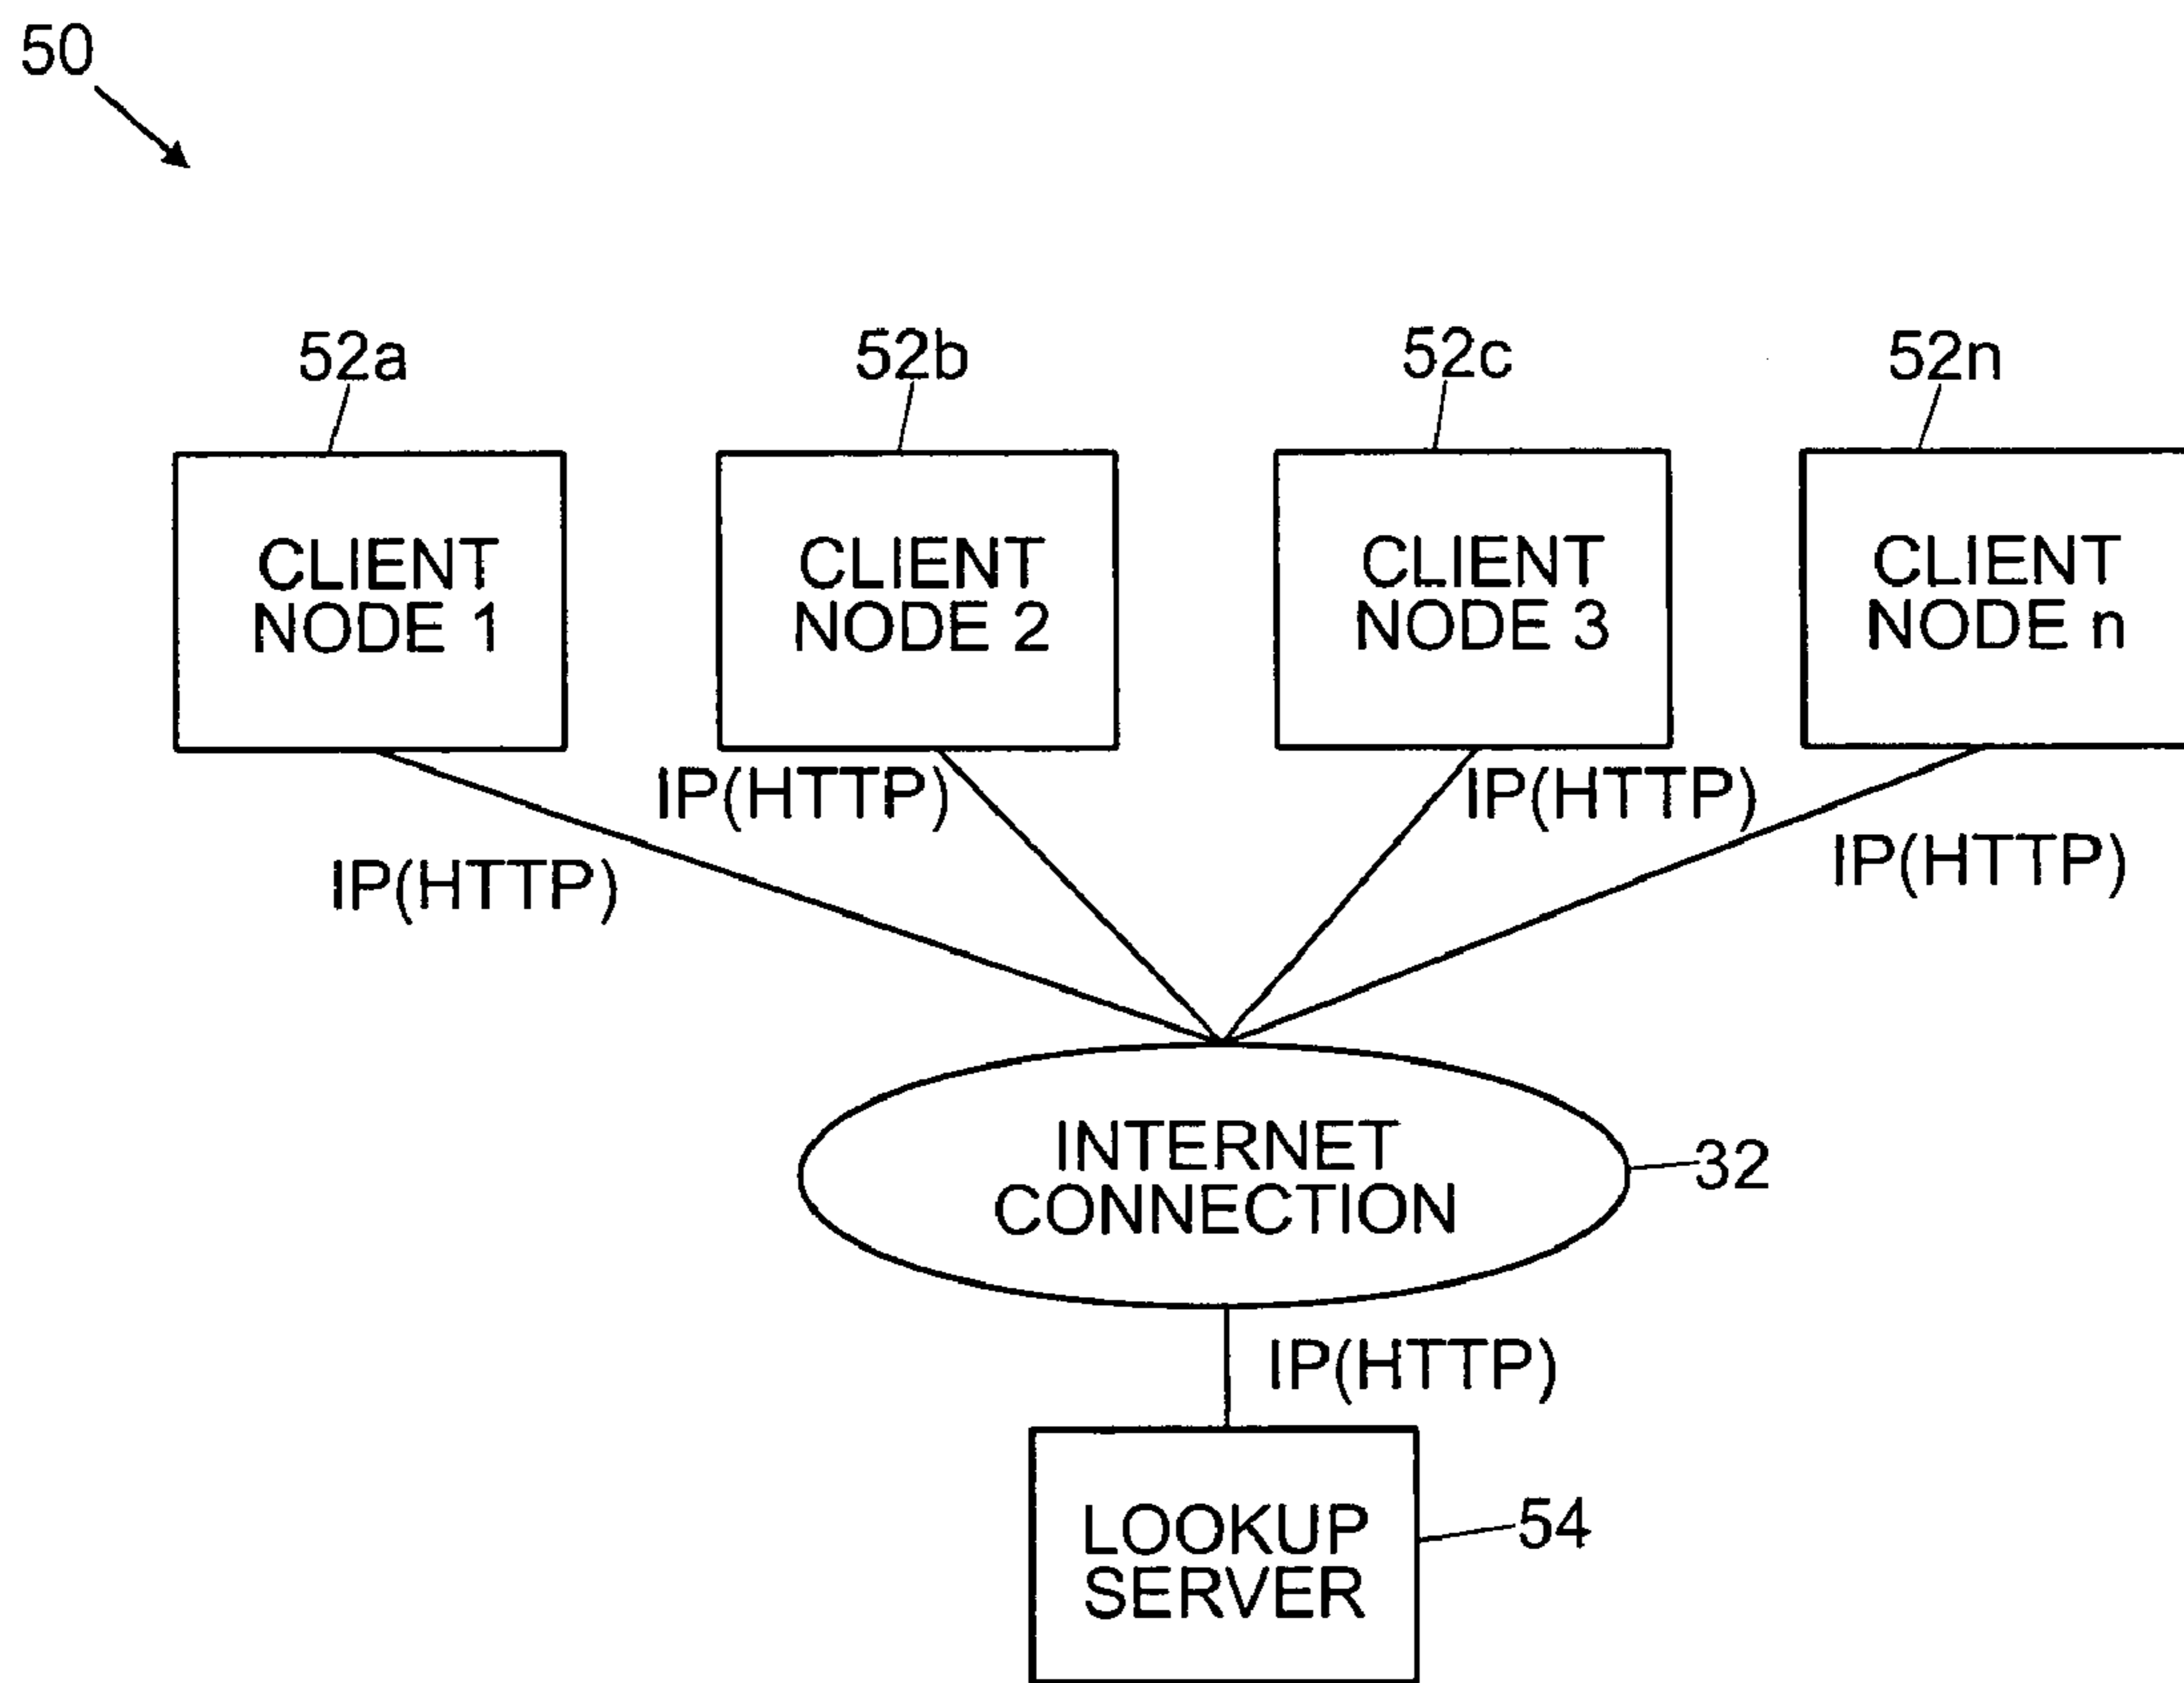 50
52a
52b
52c
52n
CLIENT
NODE 1
CLIENT
NODE 2
CLIENT
NODE 3
CLIENT
NODE n
IP(HTTP)
IP(HTTP)
IP(HTTP)
IP(HTTP)
INTERNET
CONNECTION
32
IP(HTTP)
LOOKUP
SERVER
54